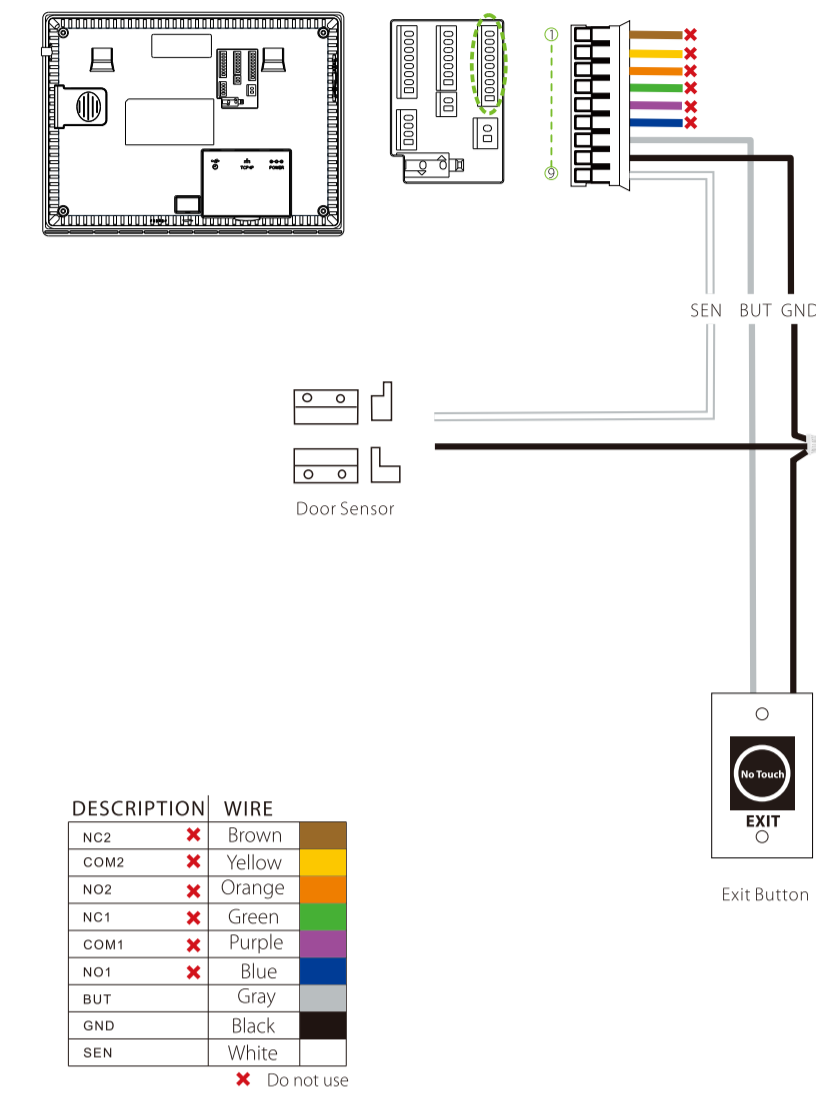 TCP/IP
POWER
①
⑨
SEN BUT GND
Door Sensor
No Touch
EXIT
Exit Button
DESCRIPTION WIRE
NC2 Brown
COM2 Yellow
NO2 Orange
NC1 Green
COM1 Purple
NO1 Blue
BUT Gray
GND Black
SEN White
Do not use